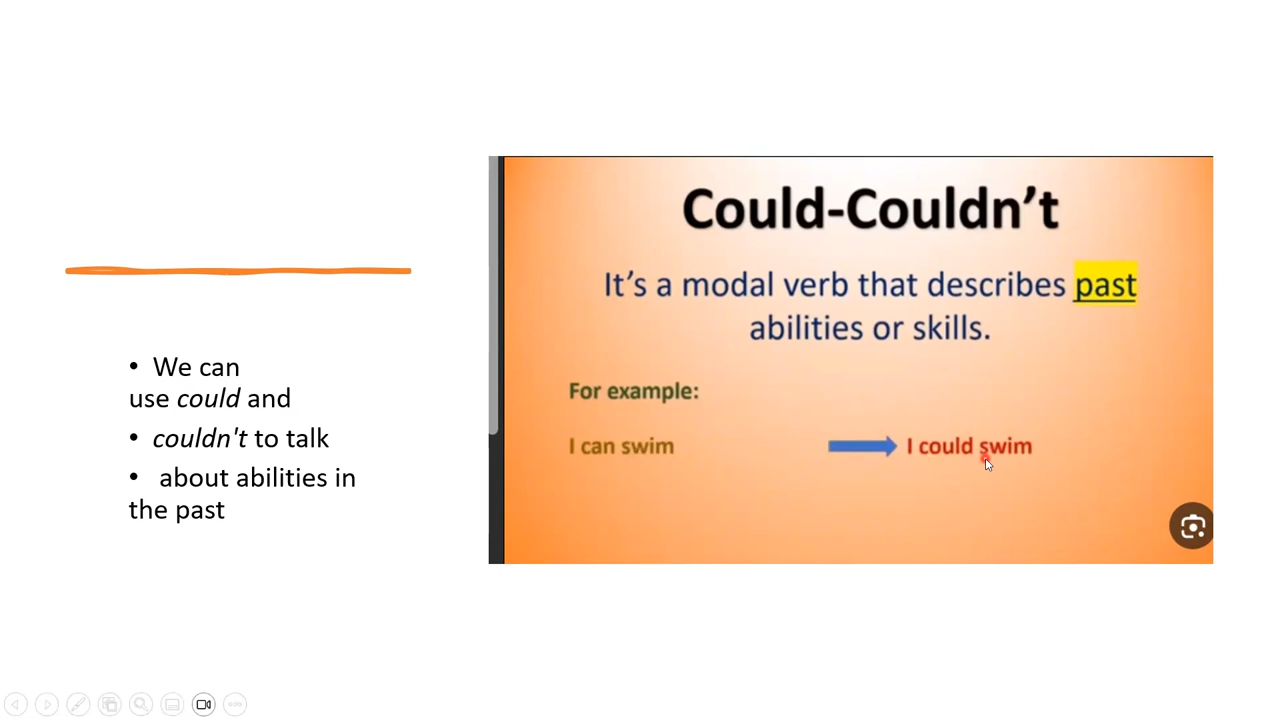 • We can
use could and
• couldn't to talk
• about abilities in
the past
Could-Couldn’t
It’s a modal verb that describes past
abilities or skills.
For example:
I can swim
I could swim